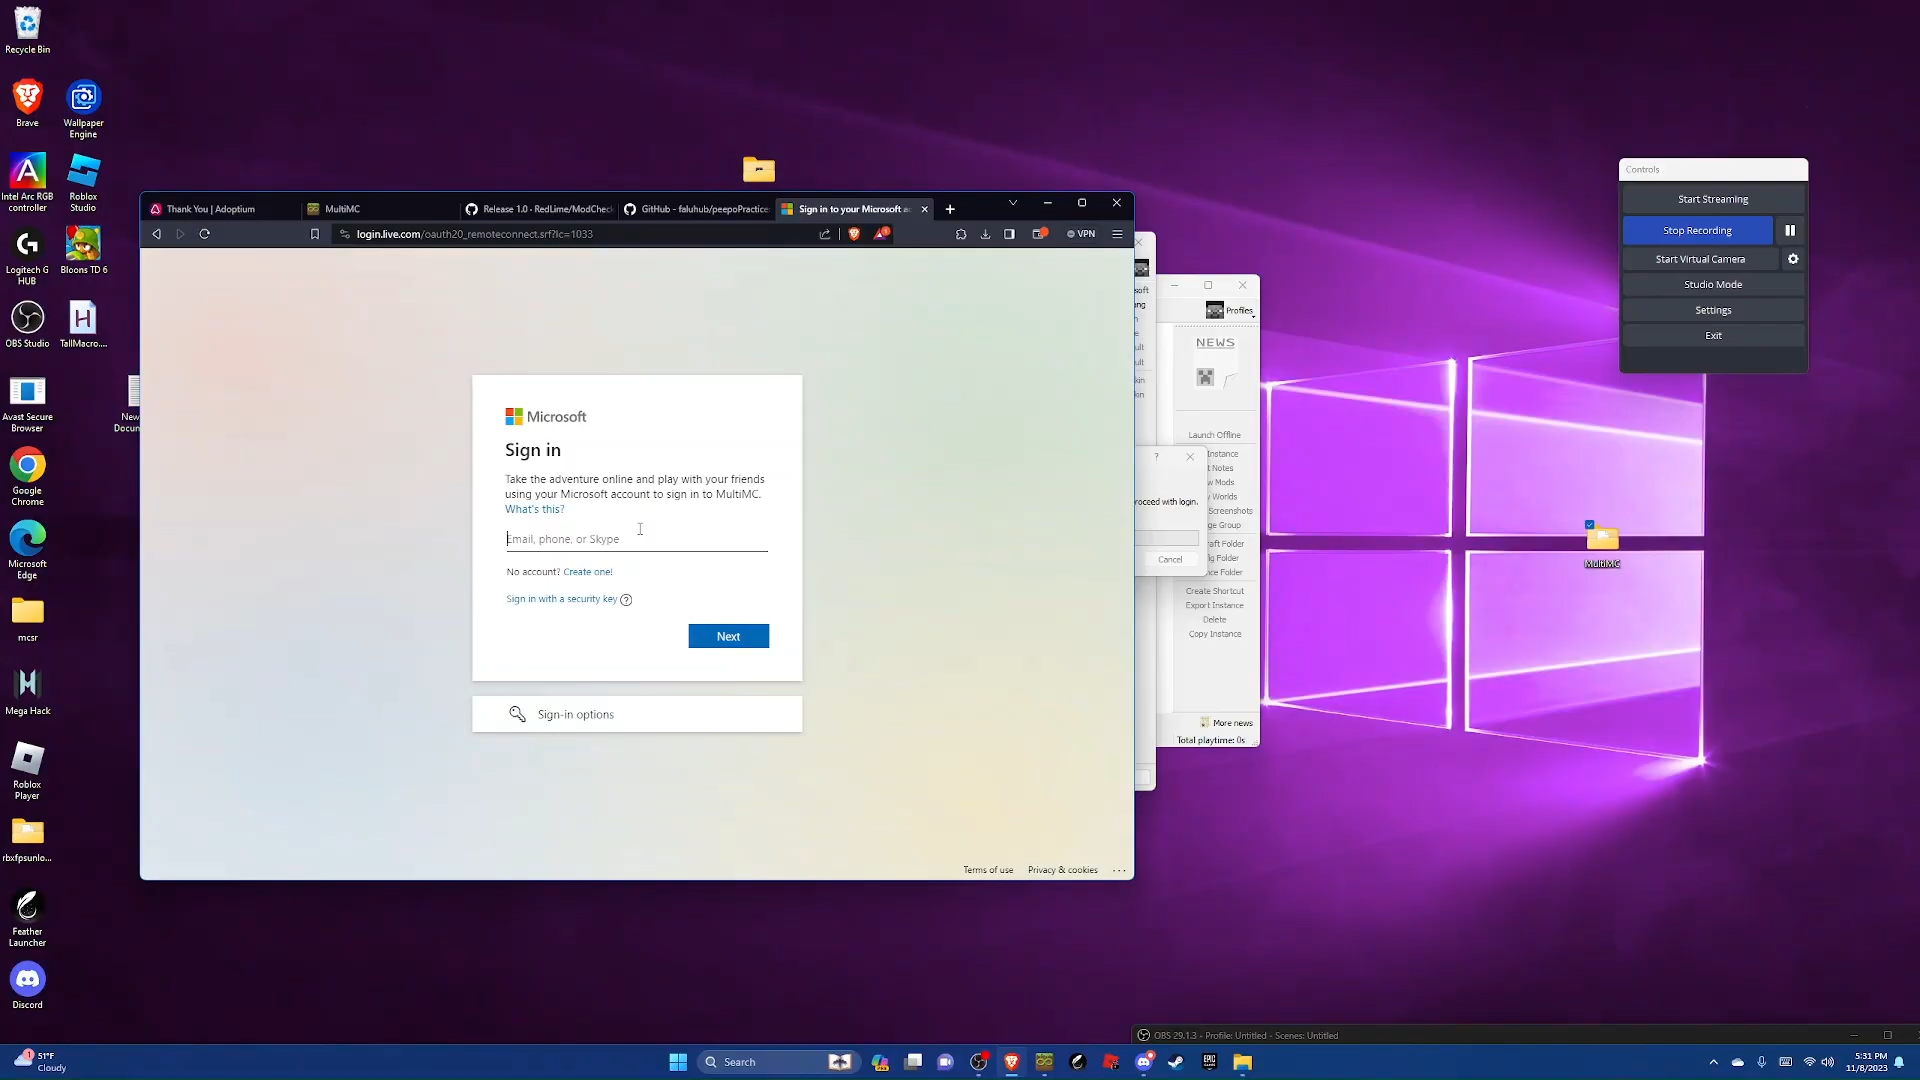 Recycle Bin
Brave
Wallpaper
Engine
Intel Arc RGB
controller
Roblox
Studio
Logitech G
HUB
Bloons TD 6
OBS Studio
TallMacro....
Avast Secure
Browser
New
Docum
Google
Chrome
Microsoft
Edge
mcsr
Mega Hack
Roblox
Player
rbxfpsunlo...
Feather
Launcher
Discord
Thank You | Adoptium
MultiMC
Release 1.0 · RedLime/ModCheck
GitHub - faluhub/peepoPractice
Sign in to your Microsoft a
login.live.com/oauth20_remoteconnect.srf?lc=1033
VPN
Microsoft
Sign in
Take the adventure online and play with your friends
using your Microsoft account to sign in to MultiMC.
What's this?
Email, phone, or Skype
No account? Create one!
Sign in with a security key
Next
Sign-in options
Terms of use
Privacy & cookies
Profiles
NEWS
Launch Offline
nstance
t Notes
w Mods
v Worlds
Screenshots
ge Group
raft Folder
ig Folder
nce Folder
Create Shortcut
Export Instance
Delete
Copy Instance
More news
Total playtime: 0s
roceed with login.
Cancel
Controls
Start Streaming
Stop Recording
Start Virtual Camera
Studio Mode
Settings
Exit
MultiMC
OBS 29.1.3 - Profile: Untitled - Scenes: Untitled
51°F
Cloudy
Search
5:31 PM
11/8/2023